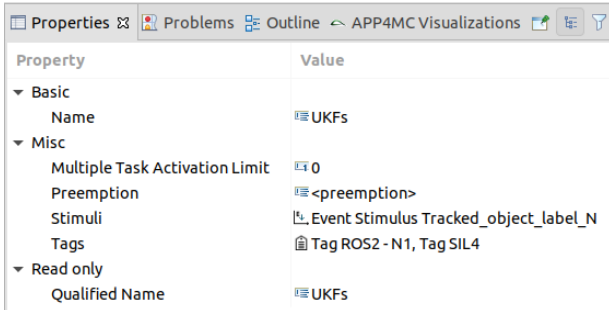 Properties Problems Outline APP4MC Visualizations
Property Value
Basic
Name UKFs
Misc
Multiple Task Activation Limit 0
Preemption <preemption>
Stimuli Event Stimulus Tracked_object_label_N
Tags Tag ROS2 - N1, Tag SIL4
Read only
Qualified Name UKFs